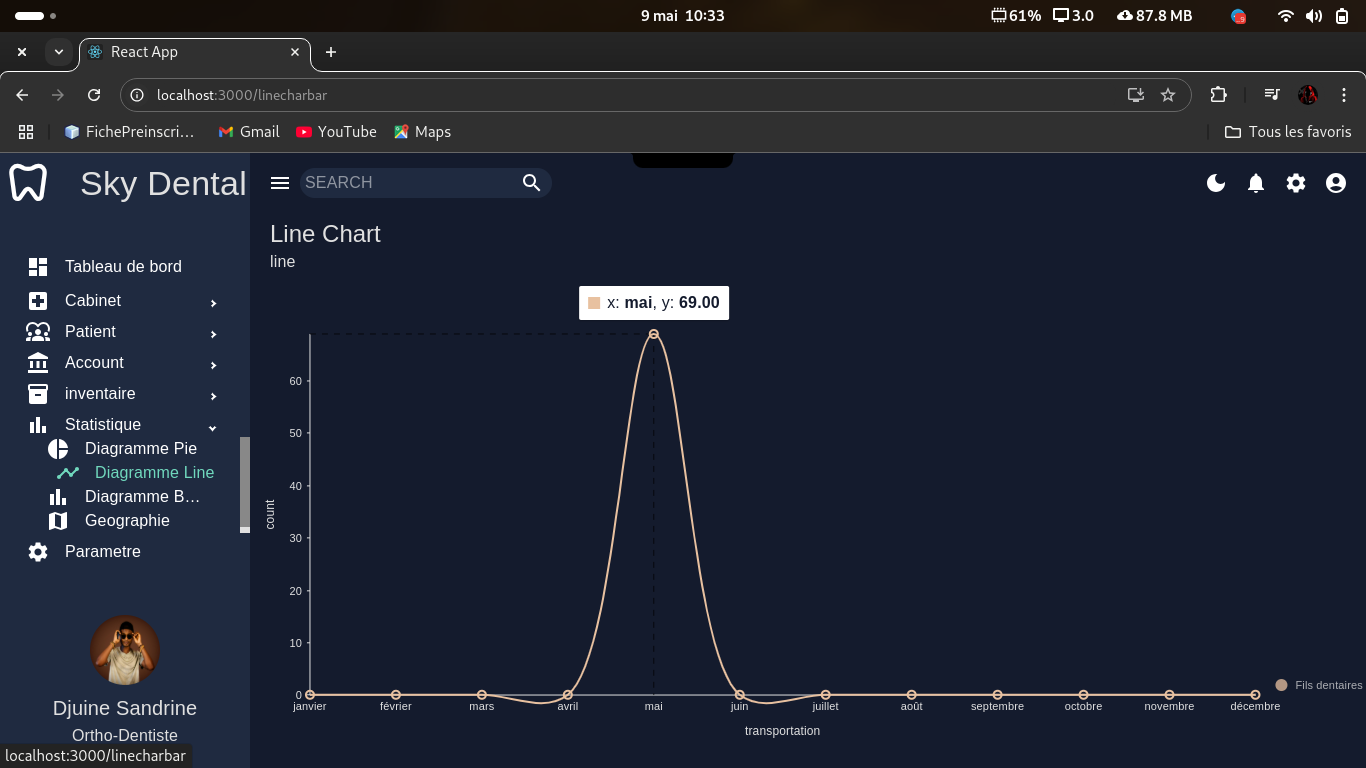 9 mai 10:33
61% 3.0 87.8 MB
React App
localhost:3000/linecharbar
FichePreinscri... Gmail YouTube Maps Tous les favoris
Sky Dental
SEARCH
Line Chart
line
Tableau de bord
Cabinet
Patient
Account
inventaire
Statistique
Diagramme Pie
Diagramme Line
Diagramme B...
Geographie
Parametre
Djuine Sandrine
Ortho-Dentiste
localhost:3000/linecharbar
x: mai, y: 69.00
60
50
40
30
20
10
0
count
janvier février mars avril mai juin juillet août septembre octobre novembre décembre
transportation
Fils dentaires